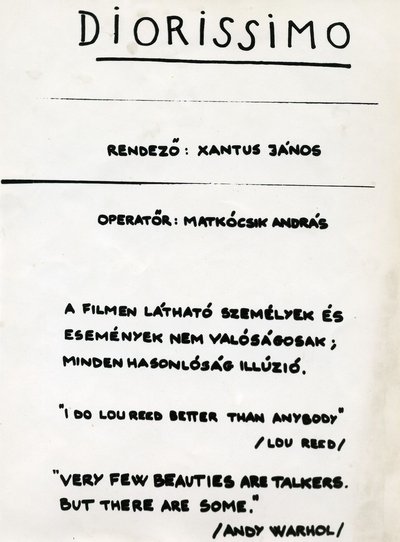 DIORISSIMO
RENDEZŐ: XANTUS JÁNOS
OPERATŐR: MATKÓCSIK ANDRÁS
A FILMEN LÁTHATÓ SZEMÉLYEK ÉS
ESEMÉNYEK NEM VALÓSÁGOSAK;
MINDEN HASONLÓSÁG ILLÚZIÓ.
"I DO LOU REED BETTER THAN ANYBODY"
/LOU REED/
"VERY FEW BEAUTIES ARE TALKERS.
BUT THERE ARE SOME."
/ANDY WARHOL/